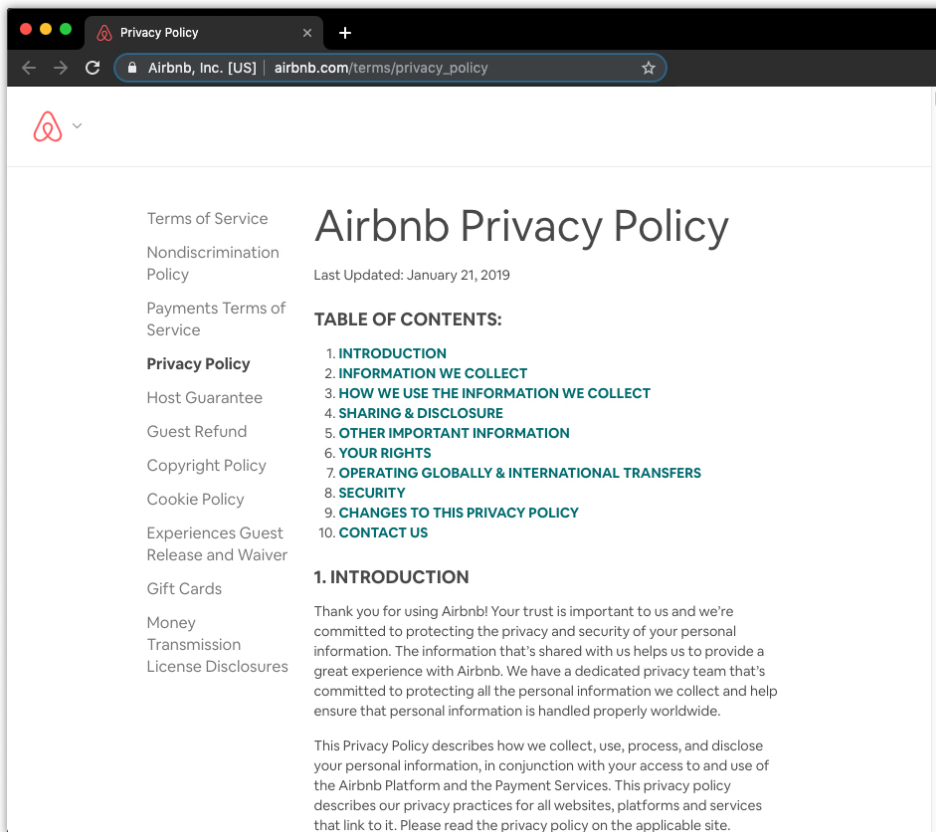 Privacy Policy
Airbnb, Inc. [US] | airbnb.com/terms/privacy_policy
Terms of Service
Nondiscrimination
Policy
Payments Terms of
Service
Privacy Policy
Host Guarantee
Guest Refund
Copyright Policy
Cookie Policy
Experiences Guest
Release and Waiver
Gift Cards
Money
Transmission
License Disclosures
Airbnb Privacy Policy
Last Updated: January 21, 2019
TABLE OF CONTENTS:
1. INTRODUCTION
2. INFORMATION WE COLLECT
3. HOW WE USE THE INFORMATION WE COLLECT
4. SHARING & DISCLOSURE
5. OTHER IMPORTANT INFORMATION
6. YOUR RIGHTS
7. OPERATING GLOBALLY & INTERNATIONAL TRANSFERS
8. SECURITY
9. CHANGES TO THIS PRIVACY POLICY
10. CONTACT US
1. INTRODUCTION
Thank you for using Airbnb! Your trust is important to us and we're
committed to protecting the privacy and security of your personal
information. The information that's shared with us helps us to provide a
great experience with Airbnb. We have a dedicated privacy team that's
committed to protecting all the personal information we collect and help
ensure that personal information is handled properly worldwide.
This Privacy Policy describes how we collect, use, process, and disclose
your personal information, in conjunction with your access to and use of
the Airbnb Platform and the Payment Services. This privacy policy
describes our privacy practices for all websites, platforms and services
that link to it. Please read the privacy policy on the applicable site.